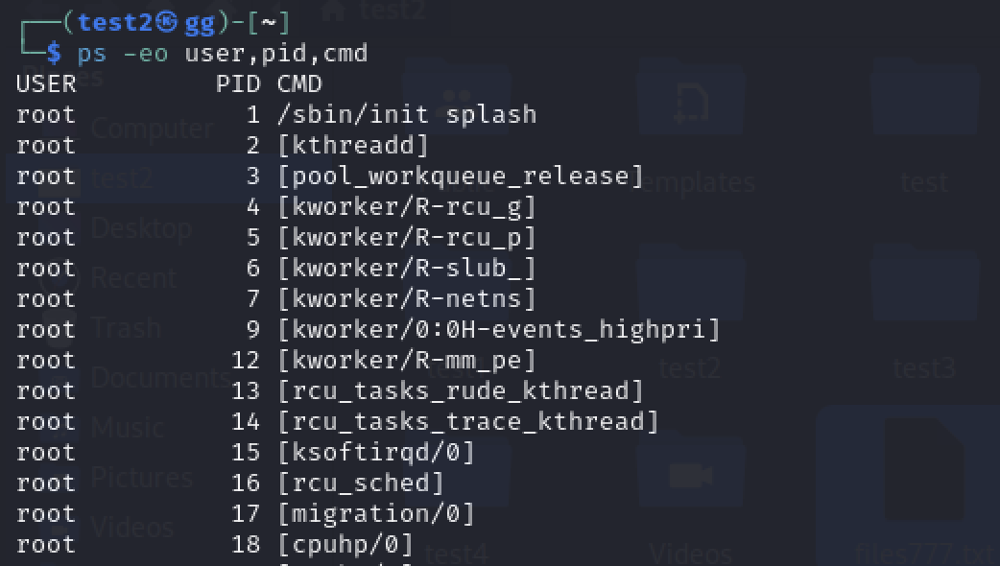 ┌──(test2㉿gg)-[~]
└─$ ps -eo user,pid,cmd
USER         PID CMD
root           1 /sbin/init splash
root           2 [kthreadd]
root           3 [pool_workqueue_release]
root           4 [kworker/R-rcu_g]
root           5 [kworker/R-rcu_p]
root           6 [kworker/R-slub_]
root           7 [kworker/R-netns]
root           9 [kworker/0:0H-events_highpri]
root          12 [kworker/R-mm_pe]
root          13 [rcu_tasks_rude_kthread]
root          14 [rcu_tasks_trace_kthread]
root          15 [ksoftirqd/0]
root          16 [rcu_sched]
root          17 [migration/0]
root          18 [cpuhp/0]
test2
Computer
test2
Desktop
Recent
Trash
Documents
Music
Pictures
Videos
test
test2
test3
test4
Videos
files777.txt